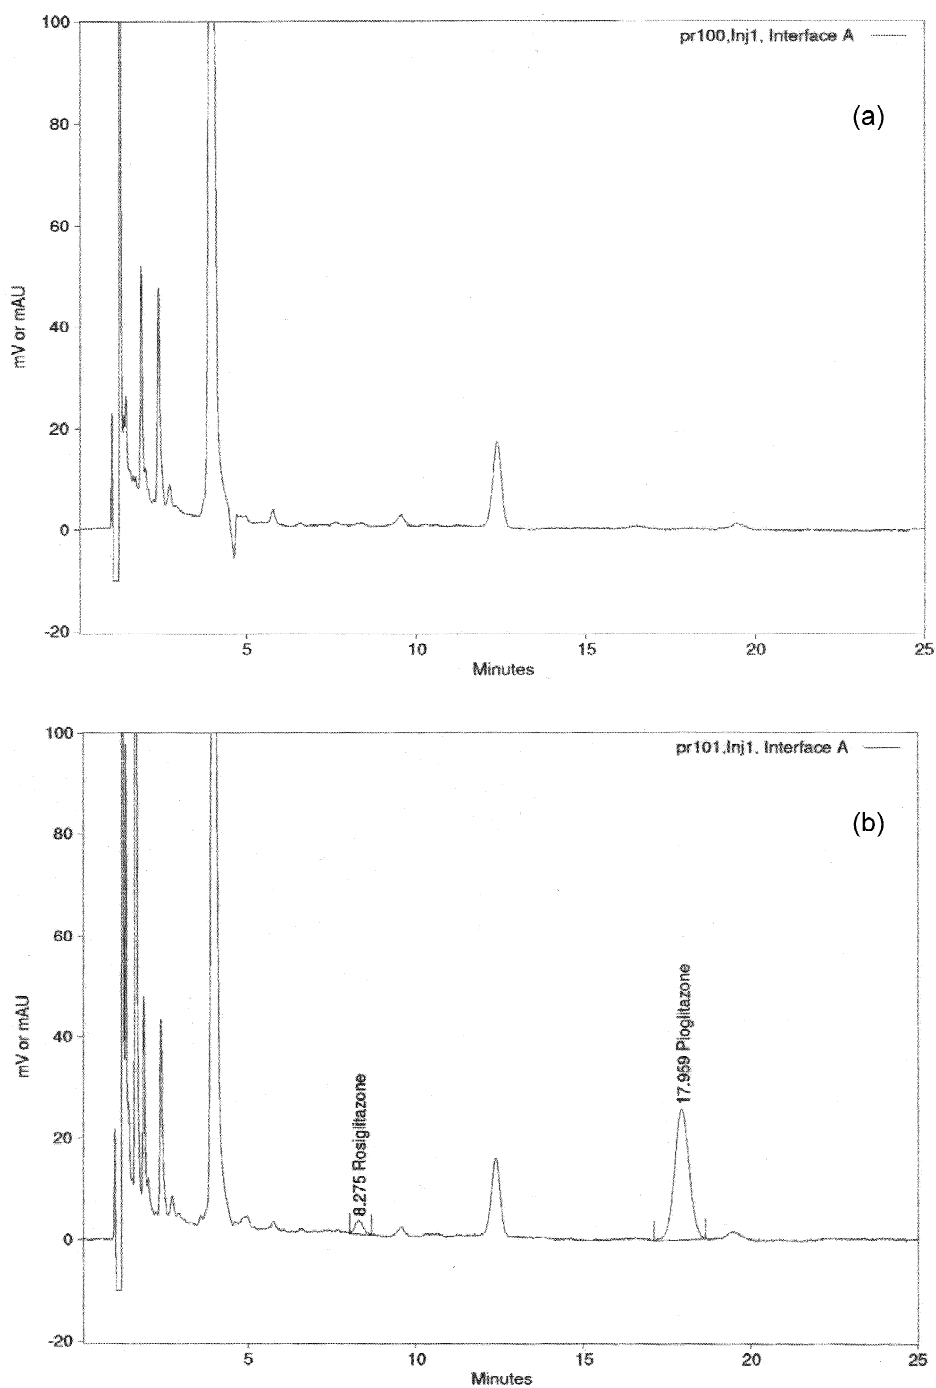 100
pr100,Inj1, Interface A
(a)
80
60
mV or mAU
40
20
0
-20
5
10
15
20
25
Minutes
100
pr101,Inj1, Interface A
(b)
80
60
mV or mAU
40
20
0
-20
8.275 Rosiglitazone
17.959 Pioglitazone
5
10
15
20
25
Minutes